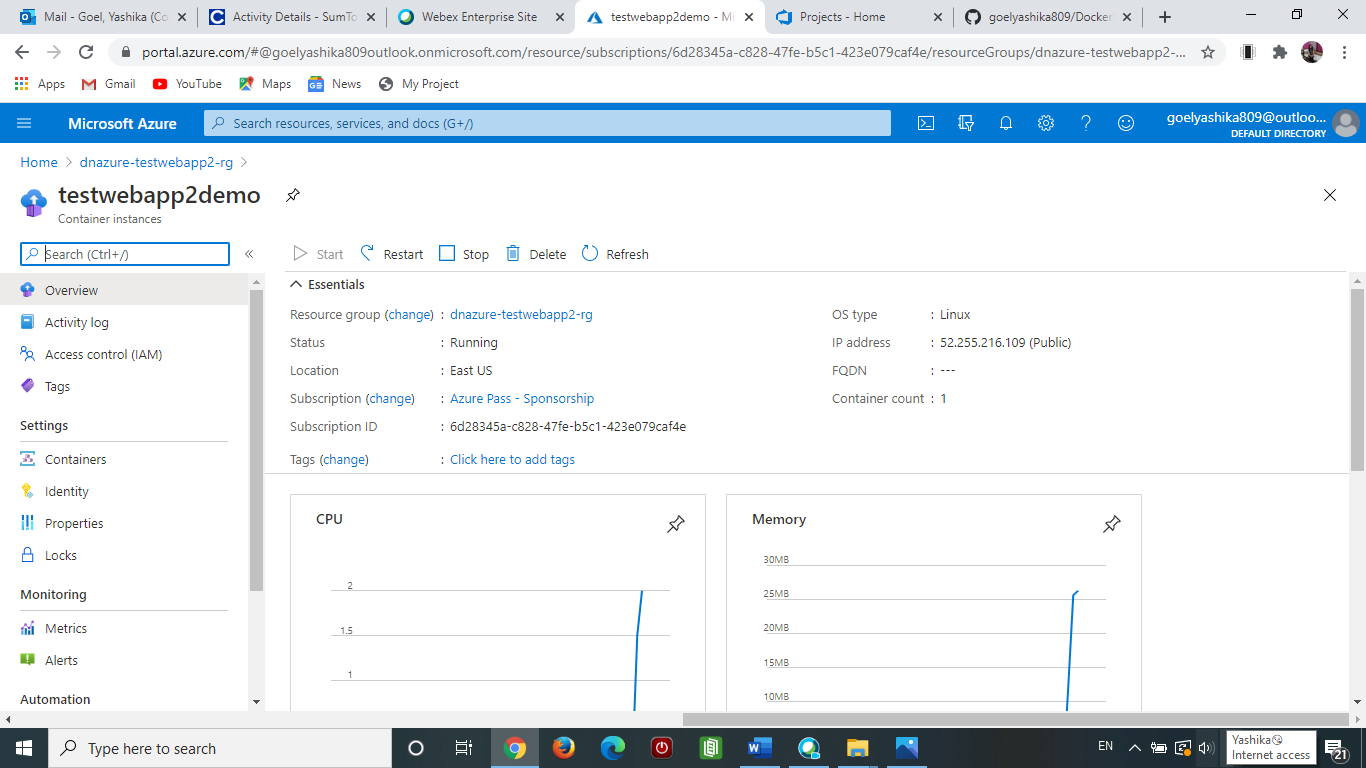 Mail - Goel, Yashika (Co
Activity Details - SumTo
Webex Enterprise Site
testwebapp2demo - Mi
Projects - Home
goelyashika809/Docker
portal.azure.com/#@goelyashika809outlook.onmicrosoft.com/resource/subscriptions/6d28345a-c828-47fe-b5c1-423e079caf4e/resourceGroups/dnazure-testwebapp2-...
Apps
Gmail
YouTube
Maps
News
My Project
Microsoft Azure
Search resources, services, and docs (G+/)
goelyashika809@outloo...
DEFAULT DIRECTORY
Home > dnazure-testwebapp2-rg >
testwebapp2demo
Container instances
Search (Ctrl+/)
«
Start
Restart
Stop
Delete
Refresh
Overview
Activity log
Access control (IAM)
Tags
Settings
Containers
Identity
Properties
Locks
Monitoring
Metrics
Alerts
Automation
Essentials
Resource group (change) : dnazure-testwebapp2-rg
Status : Running
Location : East US
Subscription (change) : Azure Pass - Sponsorship
Subscription ID : 6d28345a-c828-47fe-b5c1-423e079caf4e
Tags (change) : Click here to add tags
OS type : Linux
IP address : 52.255.216.109 (Public)
FQDN : ---
Container count : 1
CPU
2
1.5
1
Memory
30MB
25MB
20MB
15MB
10MB
Type here to search
EN
Yashika😘
Internet access
21